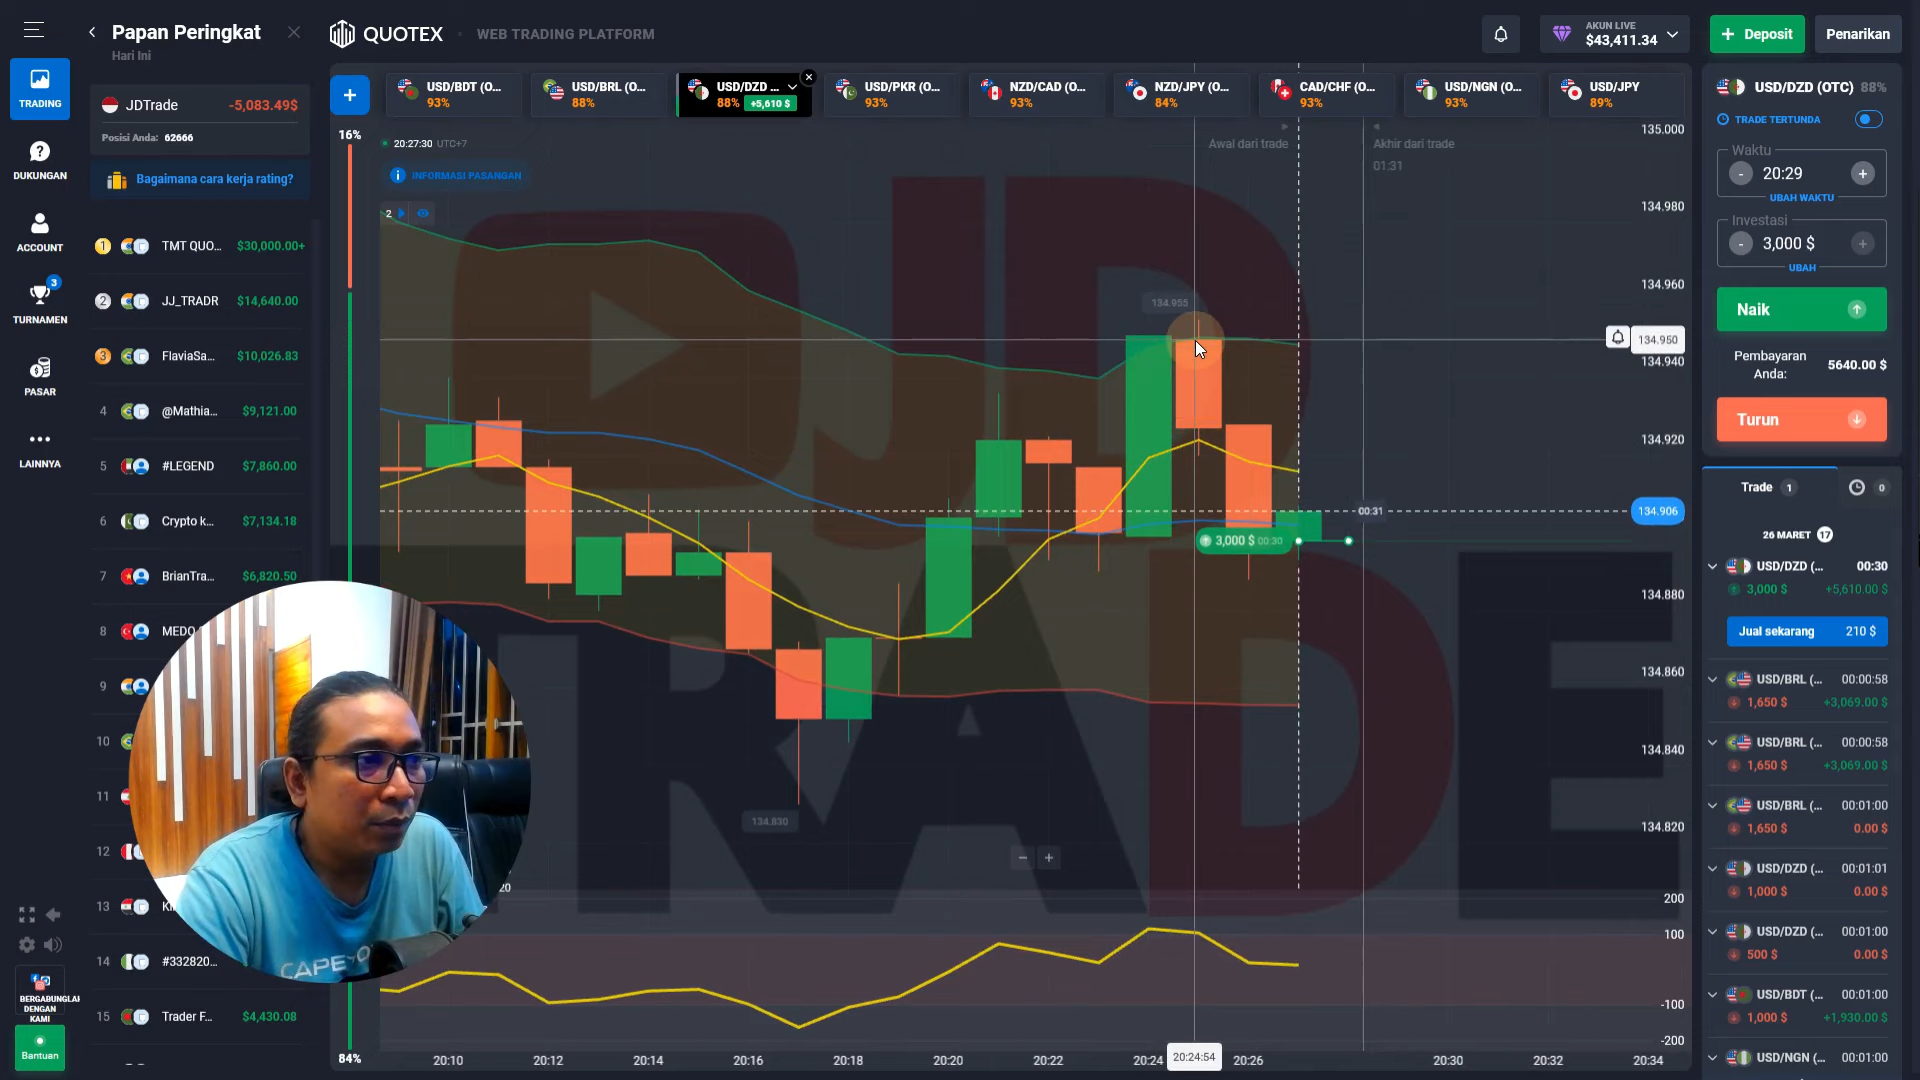 Papan Peringkat
Hari Ini
QUOTEX
WEB TRADING PLATFORM
AKUN LIVE
$43,411.34
+ Deposit
Penarikan
TRADING
DUKUNGAN
ACCOUNT
3
TURNAMEN
PASAR
LAINNYA
BERGABUNGLAH
DENGAN
KAMI
Bantuan
JDTrade
-5,083.49$
Posisi Anda: 62666
Bagaimana cara kerja rating?
1 TMT QUO... $30,000.00+
2 JJ_TRADR $14,640.00
3 FlaviaSa... $10,026.83
4 @Mathia... $9,121.00
5 #LEGEND $7,860.00
6 Crypto k... $7,134.18
7 BrianTra... $6,820.50
8 MEDO
9
10
11
12
13
14 #332820...
15 Trader F... $4,430.08
+
USD/BDT (O...
93%
USD/BRL (O...
88%
USD/DZD ...
88% +5,610 $
USD/PKR (O...
93%
NZD/CAD (O...
93%
NZD/JPY (O...
84%
CAD/CHF (O...
93%
USD/NGN (O...
93%
USD/JPY
89%
16%
20:27:30 UTC+7
INFORMASI PASANGAN
2
Awal dari trade
Akhir dari trade
01:31
JD
TRADE
134.955
134.830
00:31
3,000 $ 00:30
135.000
134.980
134.960
134.950
134.940
134.920
134.906
134.880
134.860
134.840
134.820
200
100
-100
-200
20
CAPE
84%
20:10
20:12
20:14
20:16
20:18
20:20
20:22
20:24
20:24:54
20:26
20:30
20:32
20:34
USD/DZD (OTC) 88%
TRADE TERTUNDA
Waktu
- 20:29 +
UBAH WAKTU
Investasi
- 3,000 $ +
UBAH
Naik
Pembayaran
Anda:
5640.00 $
Turun
Trade 1
0
26 MARET 17
USD/DZD (... 00:30
3,000 $ +5,610.00 $
Jual sekarang 210 $
USD/BRL (... 00:00:58
1,650 $ +3,069.00 $
USD/BRL (... 00:00:58
1,650 $ +3,069.00 $
USD/BRL (... 00:01:00
1,650 $ 0.00 $
USD/DZD (... 00:01:01
1,000 $ 0.00 $
USD/DZD (... 00:01:00
500 $ 0.00 $
USD/BDT (... 00:01:00
1,000 $ +1,930.00 $
USD/NGN (... 00:01:00